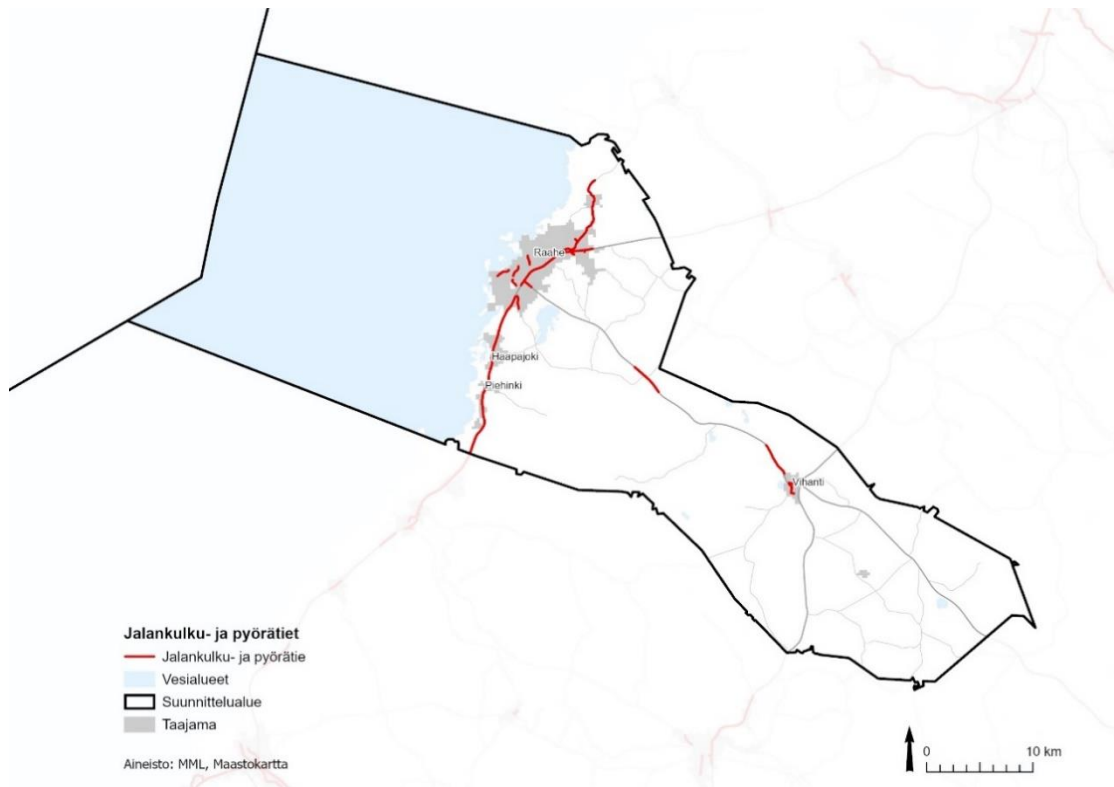 Raahe
Haapajoki
Piehinki
Vihanti
Jalankulku- ja pyörätiet
Jalankulku- ja pyörätie
Vesialueet
Suunnittelualue
Taajama
Aineisto: MML, Maastokartta
0 10 km